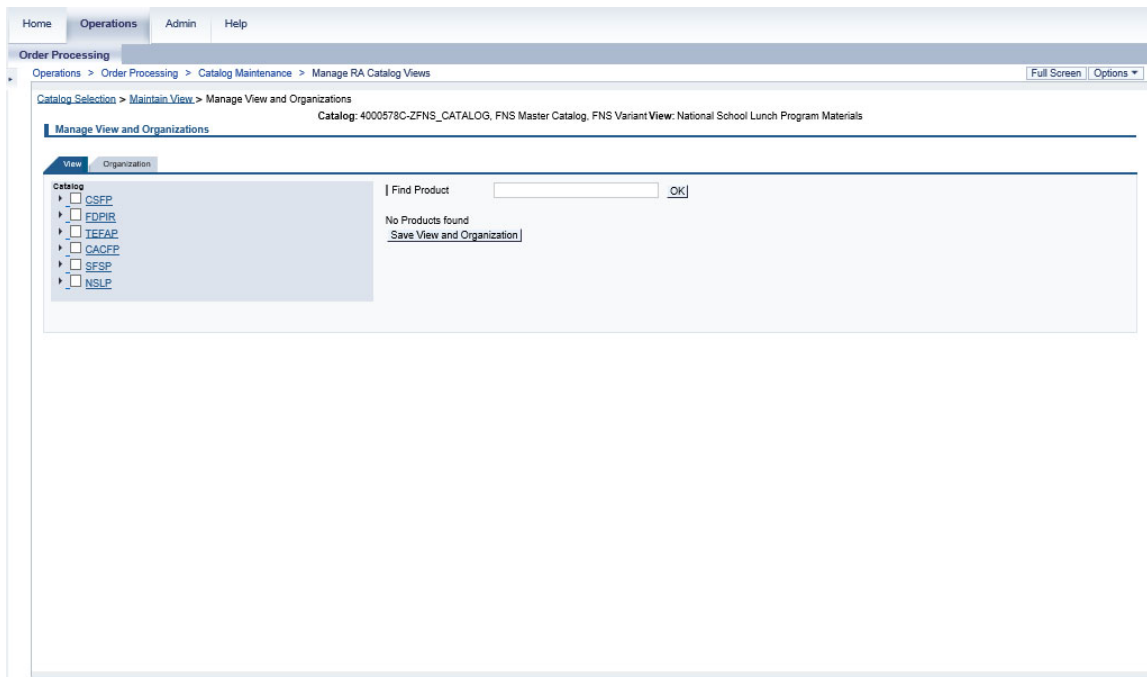 Home Operations Admin Help
Order Processing
Operations > Order Processing > Catalog Maintenance > Manage RA Catalog Views
Full Screen Options
Catalog Selection > Maintain View > Manage View and Organizations
Catalog: 4000578C-ZFNS_CATALOG, FNS Master Catalog, FNS Variant View: National School Lunch Program Materials
Manage View and Organizations
View Organization
Catalog
CSFP
FDPIR
TEFAP
CACFP
SFSP
NSLP
Find Product OK
No Products found
Save View and Organization